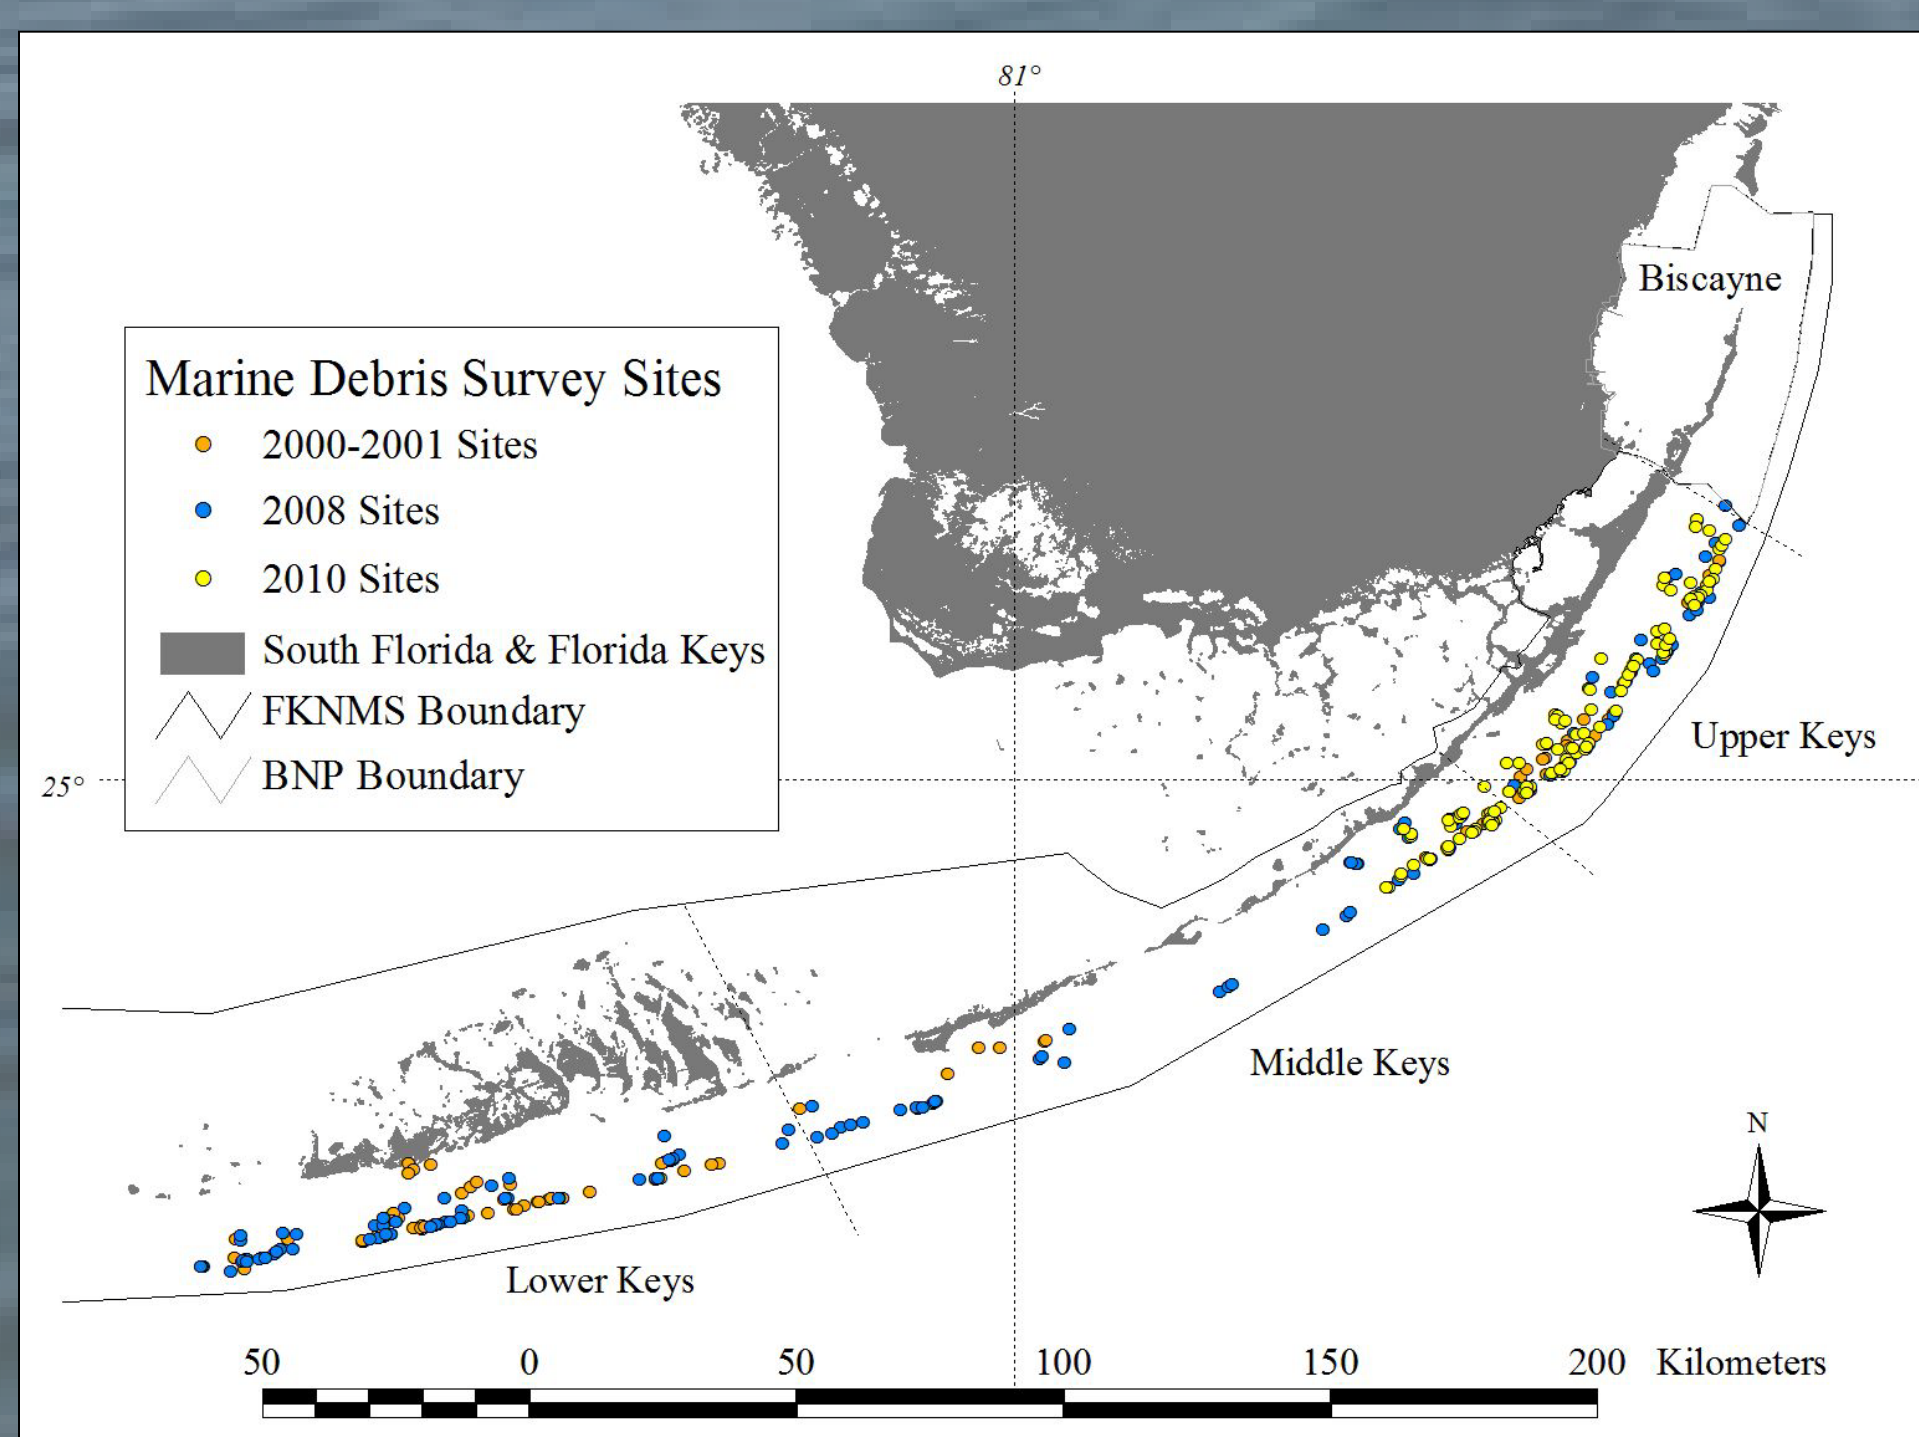 81°
Biscayne
Marine Debris Survey Sites
2000-2001 Sites
2008 Sites
2010 Sites
South Florida & Florida Keys
FKNMS Boundary
BNP Boundary
Upper Keys
25°
Middle Keys
N
Lower Keys
50 0 50 100 150 200 Kilometers